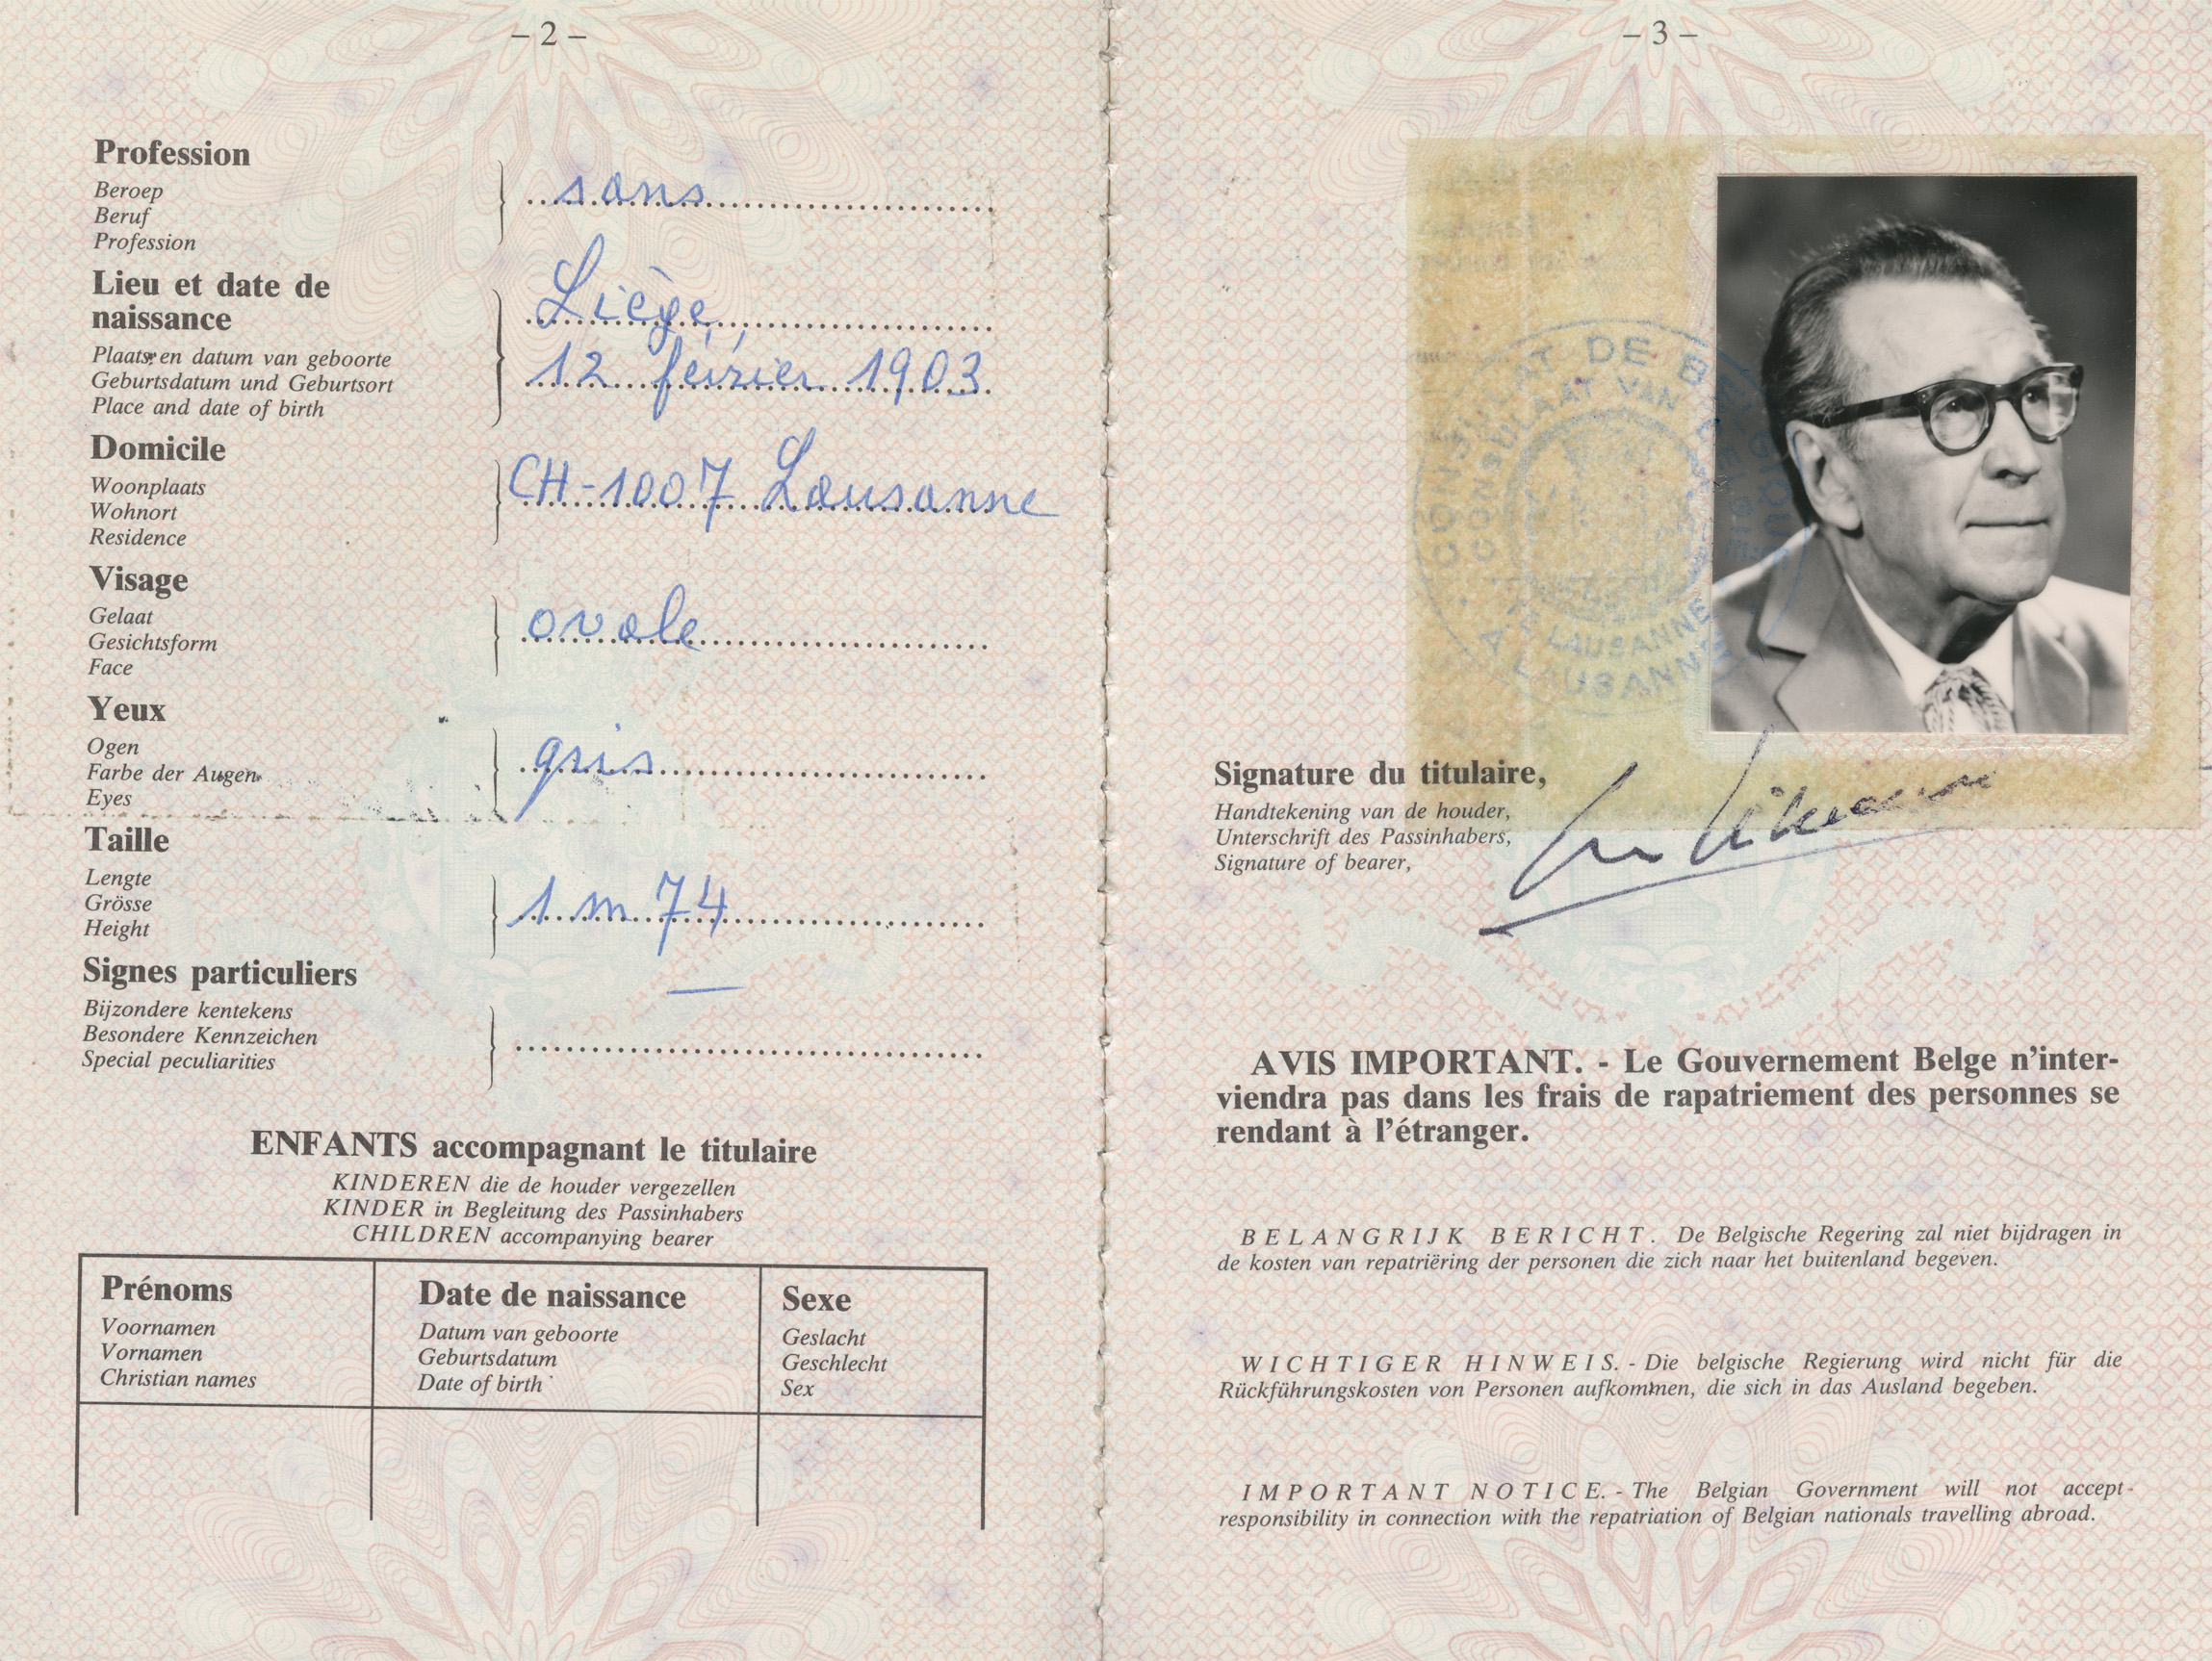 – 2 –
Profession
Beroep
Beruf
Profession
sans
Lieu et date de
naissance
Plaats en datum van geboorte
Geburtsdatum und Geburtsort
Place and date of birth
Liège,
12 février 1903
Domicile
Woonplaats
Wohnort
Residence
CH-1007 Lausanne
Visage
Gelaat
Gesichtsform
Face
ovale
Yeux
Ogen
Farbe der Augen
Eyes
gris
Taille
Lengte
Grösse
Height
1 m 74
Signes particuliers
Bijzondere kentekens
Besondere Kennzeichen
Special peculiarities
—
ENFANTS accompagnant le titulaire
KINDEREN die de houder vergezellen
KINDER in Begleitung des Passinhabers
CHILDREN accompanying bearer
Prénoms
Voornamen
Vornamen
Christian names
Date de naissance
Datum van geboorte
Geburtsdatum
Date of birth
Sexe
Geslacht
Geschlecht
Sex
– 3 –
CONSULAT DE BELGIQUE
A LAUSANNE
CONSULAAT VAN BELGIE
LAUSANNE
Signature du titulaire,
Handtekening van de houder,
Unterschrift des Passinhabers,
Signature of bearer,
AVIS IMPORTANT. - Le Gouvernement Belge n'inter-
viendra pas dans les frais de rapatriement des personnes se
rendant à l'étranger.
BELANGRIJK BERICHT. De Belgische Regering zal niet bijdragen in
de kosten van repatriëring der personen die zich naar het buitenland begeven.
WICHTIGER HINWEIS. - Die belgische Regierung wird nicht für die
Rückführungskosten von Personen aufkommen, die sich in das Ausland begeben.
IMPORTANT NOTICE. - The Belgian Government will not accept
responsibility in connection with the repatriation of Belgian nationals travelling abroad.